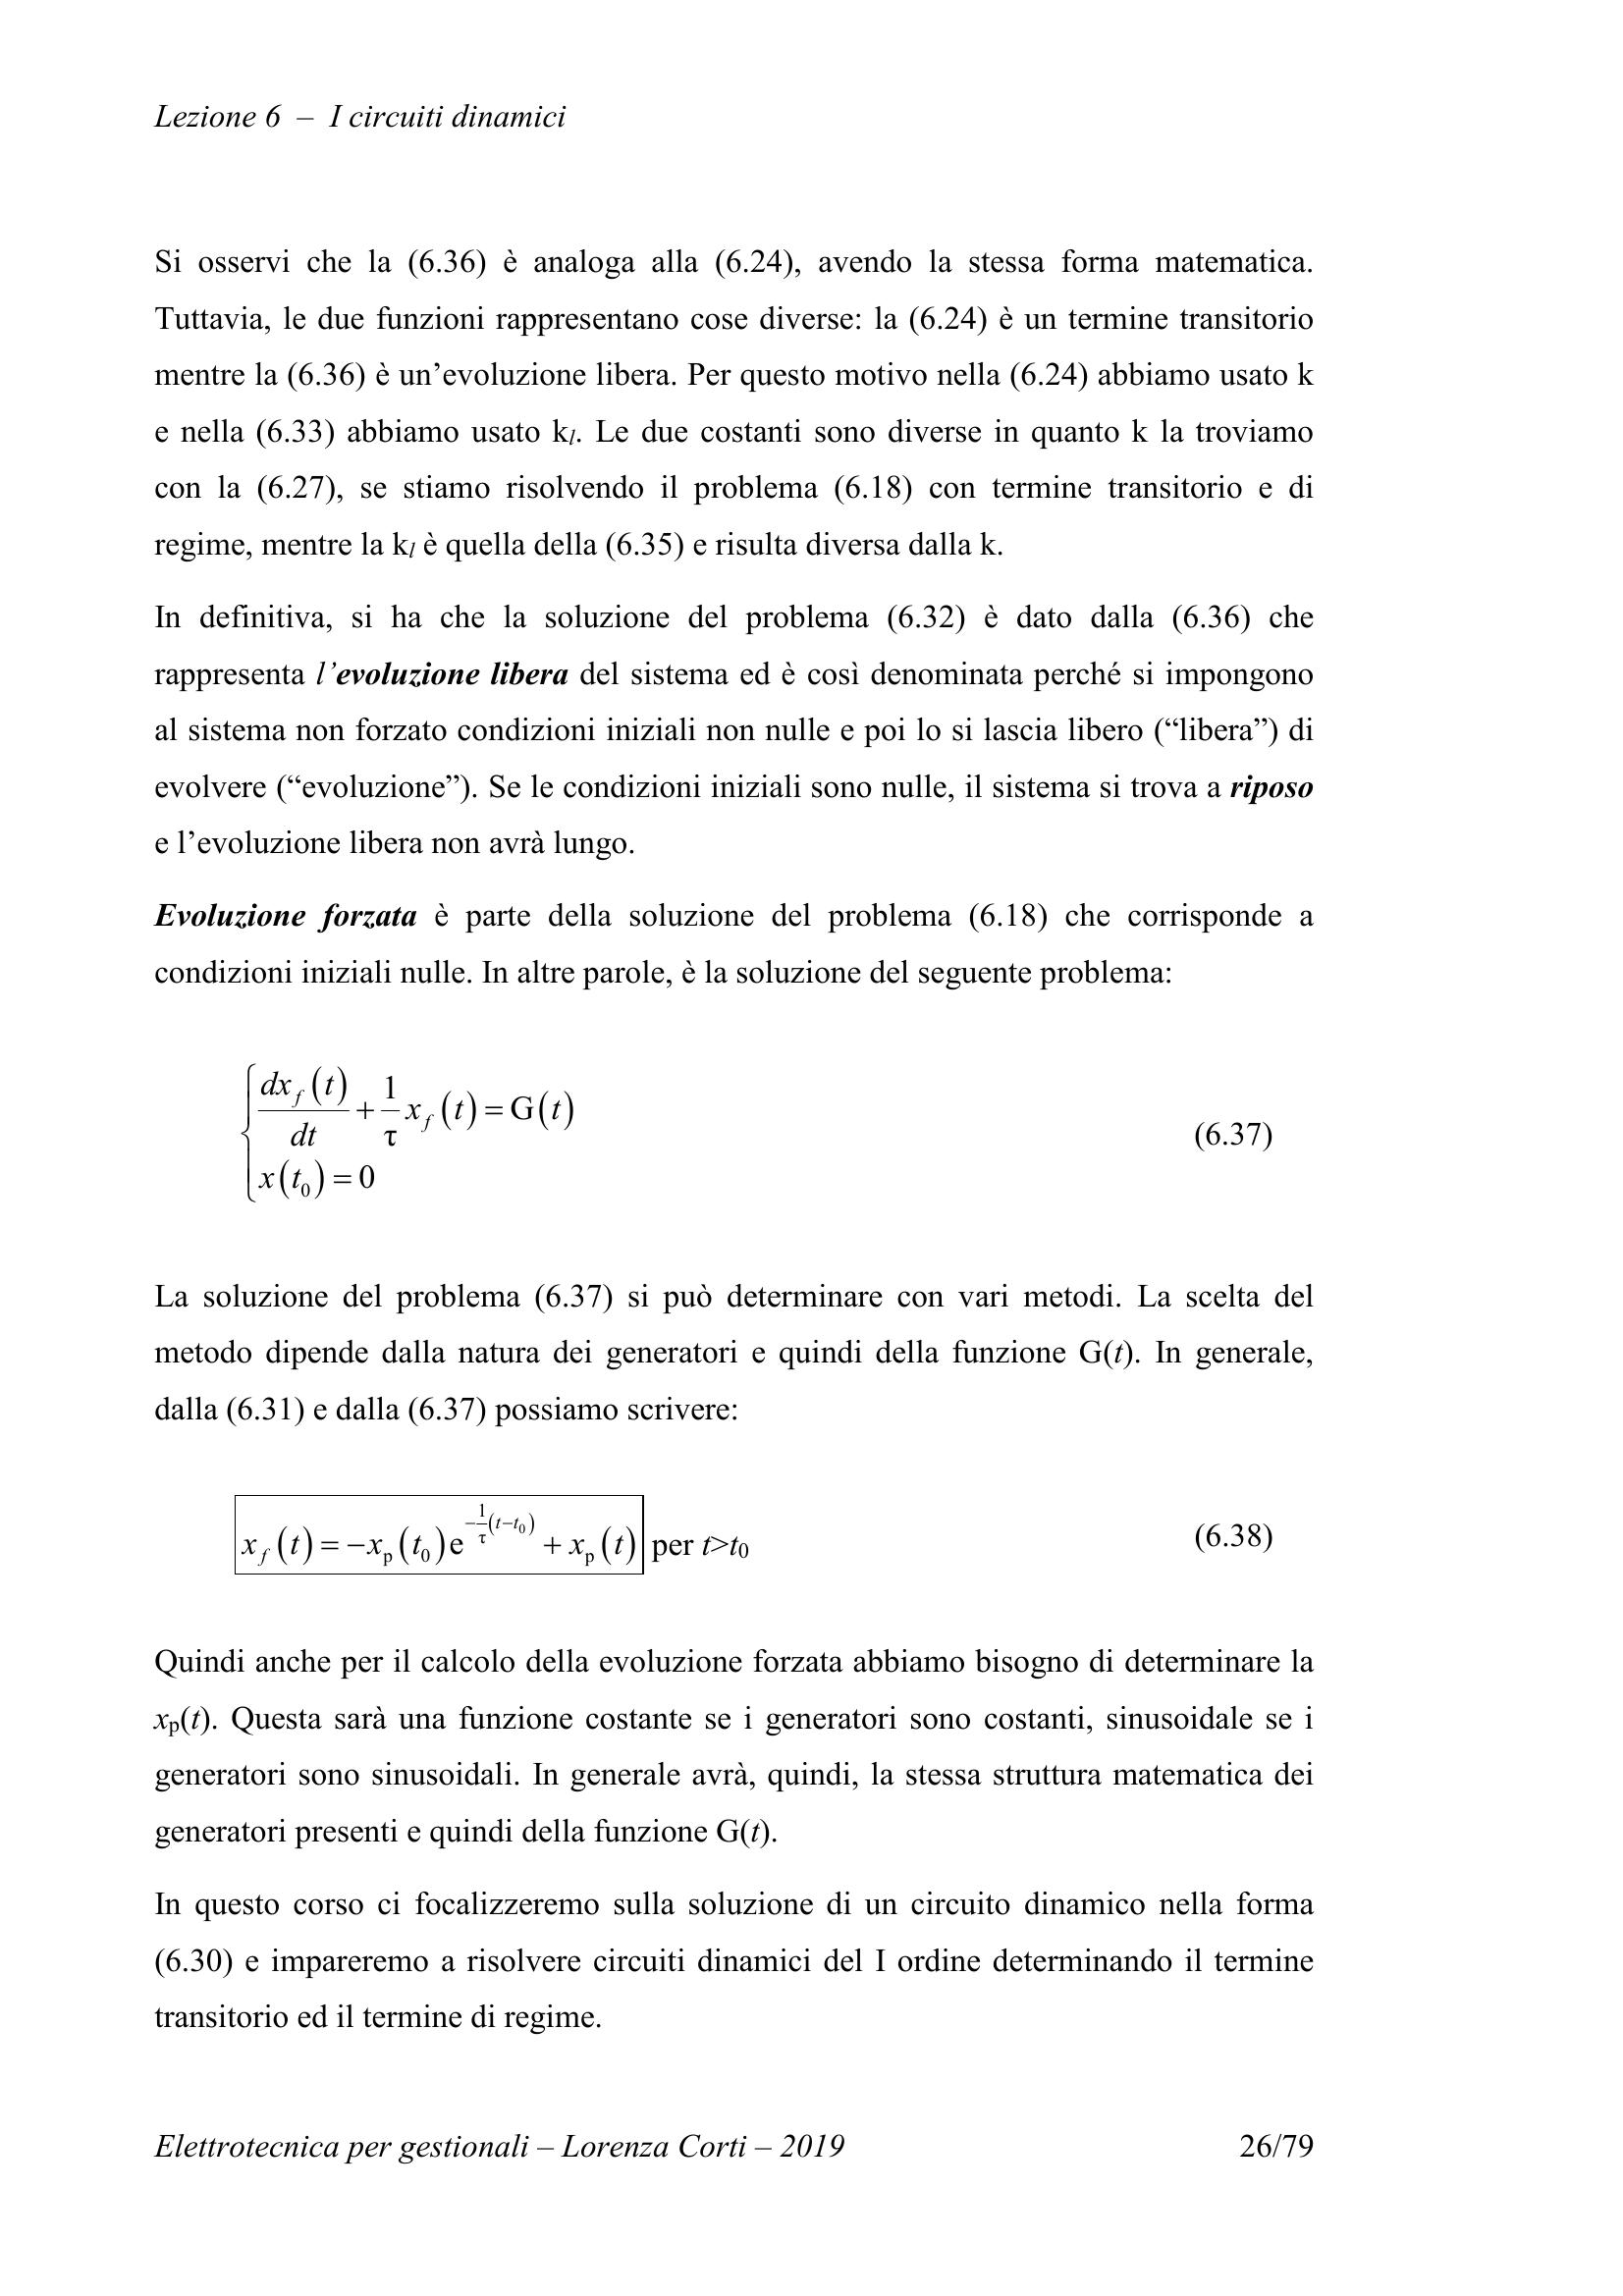 Lezione 6 – I circuiti dinamici
Si osservi che la (6.36) è analoga alla (6.24), avendo la stessa forma matematica.
Tuttavia, le due funzioni rappresentano cose diverse: la (6.24) è un termine transitorio
mentre la (6.36) è un’evoluzione libera. Per questo motivo nella (6.24) abbiamo usato k
e nella (6.33) abbiamo usato kₗ. Le due costanti sono diverse in quanto k la troviamo
con la (6.27), se stiamo risolvendo il problema (6.18) con termine transitorio e di
regime, mentre la kₗ è quella della (6.35) e risulta diversa dalla k.
In definitiva, si ha che la soluzione del problema (6.32) è dato dalla (6.36) che
rappresenta l’evoluzione libera del sistema ed è così denominata perché si impongono
al sistema non forzato condizioni iniziali non nulle e poi lo si lascia libero (“libera”) di
evolvere (“evoluzione”). Se le condizioni iniziali sono nulle, il sistema si trova a riposo
e l’evoluzione libera non avrà lungo.
Evoluzione forzata è parte della soluzione del problema (6.18) che corrisponde a
condizioni iniziali nulle. In altre parole, è la soluzione del seguente problema:
{ dx_f(t)/dt + 1/τ x_f(t) = G(t)
x(t₀) = 0 (6.37)
La soluzione del problema (6.37) si può determinare con vari metodi. La scelta del
metodo dipende dalla natura dei generatori e quindi della funzione G(t). In generale,
dalla (6.31) e dalla (6.37) possiamo scrivere:
x_f(t) = −x_p(t₀) e^(−1/τ (t−t₀)) + x_p(t) per t>t₀ (6.38)
Quindi anche per il calcolo della evoluzione forzata abbiamo bisogno di determinare la
x_p(t). Questa sarà una funzione costante se i generatori sono costanti, sinusoidale se i
generatori sono sinusoidali. In generale avrà, quindi, la stessa struttura matematica dei
generatori presenti e quindi della funzione G(t).
In questo corso ci focalizzeremo sulla soluzione di un circuito dinamico nella forma
(6.30) e impareremo a risolvere circuiti dinamici del I ordine determinando il termine
transitorio ed il termine di regime.
Elettrotecnica per gestionali – Lorenza Corti – 2019 26/79